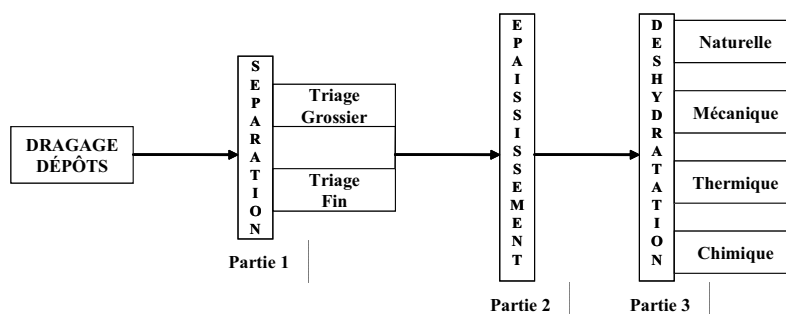 DRAGAGE
DÉPÔTS
SEPARATION
Triage
Grossier
Triage
Fin
Partie 1
EPAISSISSEMENT
Partie 2
DESHYDRATATION
Naturelle
Mécanique
Thermique
Chimique
Partie 3